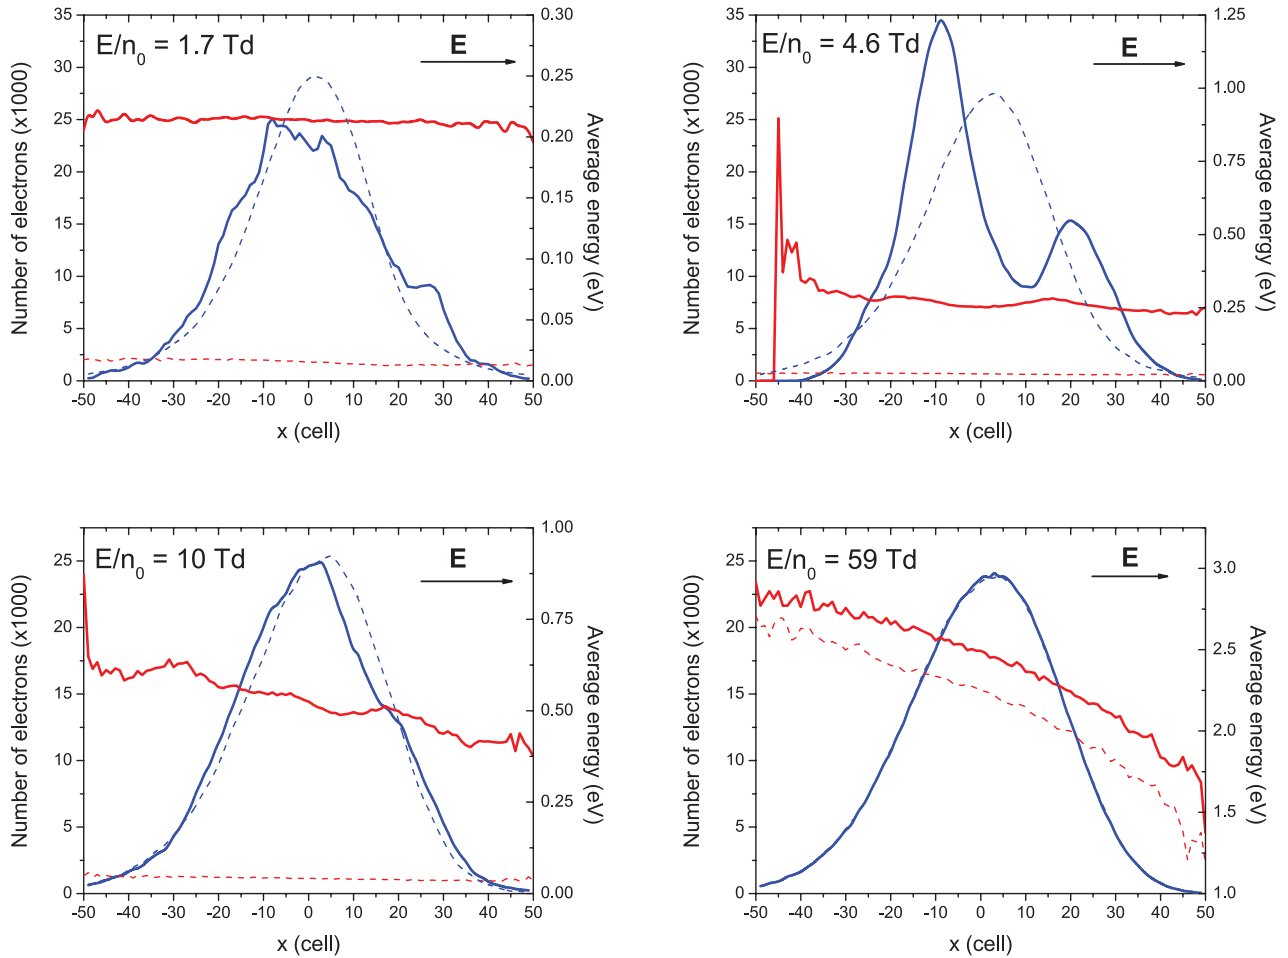 E/n0 = 1.7 Td
E
Number of electrons (x1000)
35
30
25
20
15
10
5
0
0.30
0.25
0.20
0.15
0.10
0.05
0.00
Average energy (eV)
-50 -40 -30 -20 -10 0 10 20 30 40 50
x (cell)
E/n0 = 4.6 Td
E
Number of electrons (x1000)
35
30
25
20
15
10
5
0
1.25
1.00
0.75
0.50
0.25
0.00
Average energy (eV)
-50 -40 -30 -20 -10 0 10 20 30 40 50
x (cell)
E/n0 = 10 Td
E
Number of electrons (x1000)
25
20
15
10
5
0
1.00
0.75
0.50
0.25
0.00
Average energy (eV)
-50 -40 -30 -20 -10 0 10 20 30 40 50
x (cell)
E/n0 = 59 Td
E
Number of electrons (x1000)
25
20
15
10
5
0
3.0
2.5
2.0
1.5
1.0
Average energy (eV)
-50 -40 -30 -20 -10 0 10 20 30 40 50
x (cell)